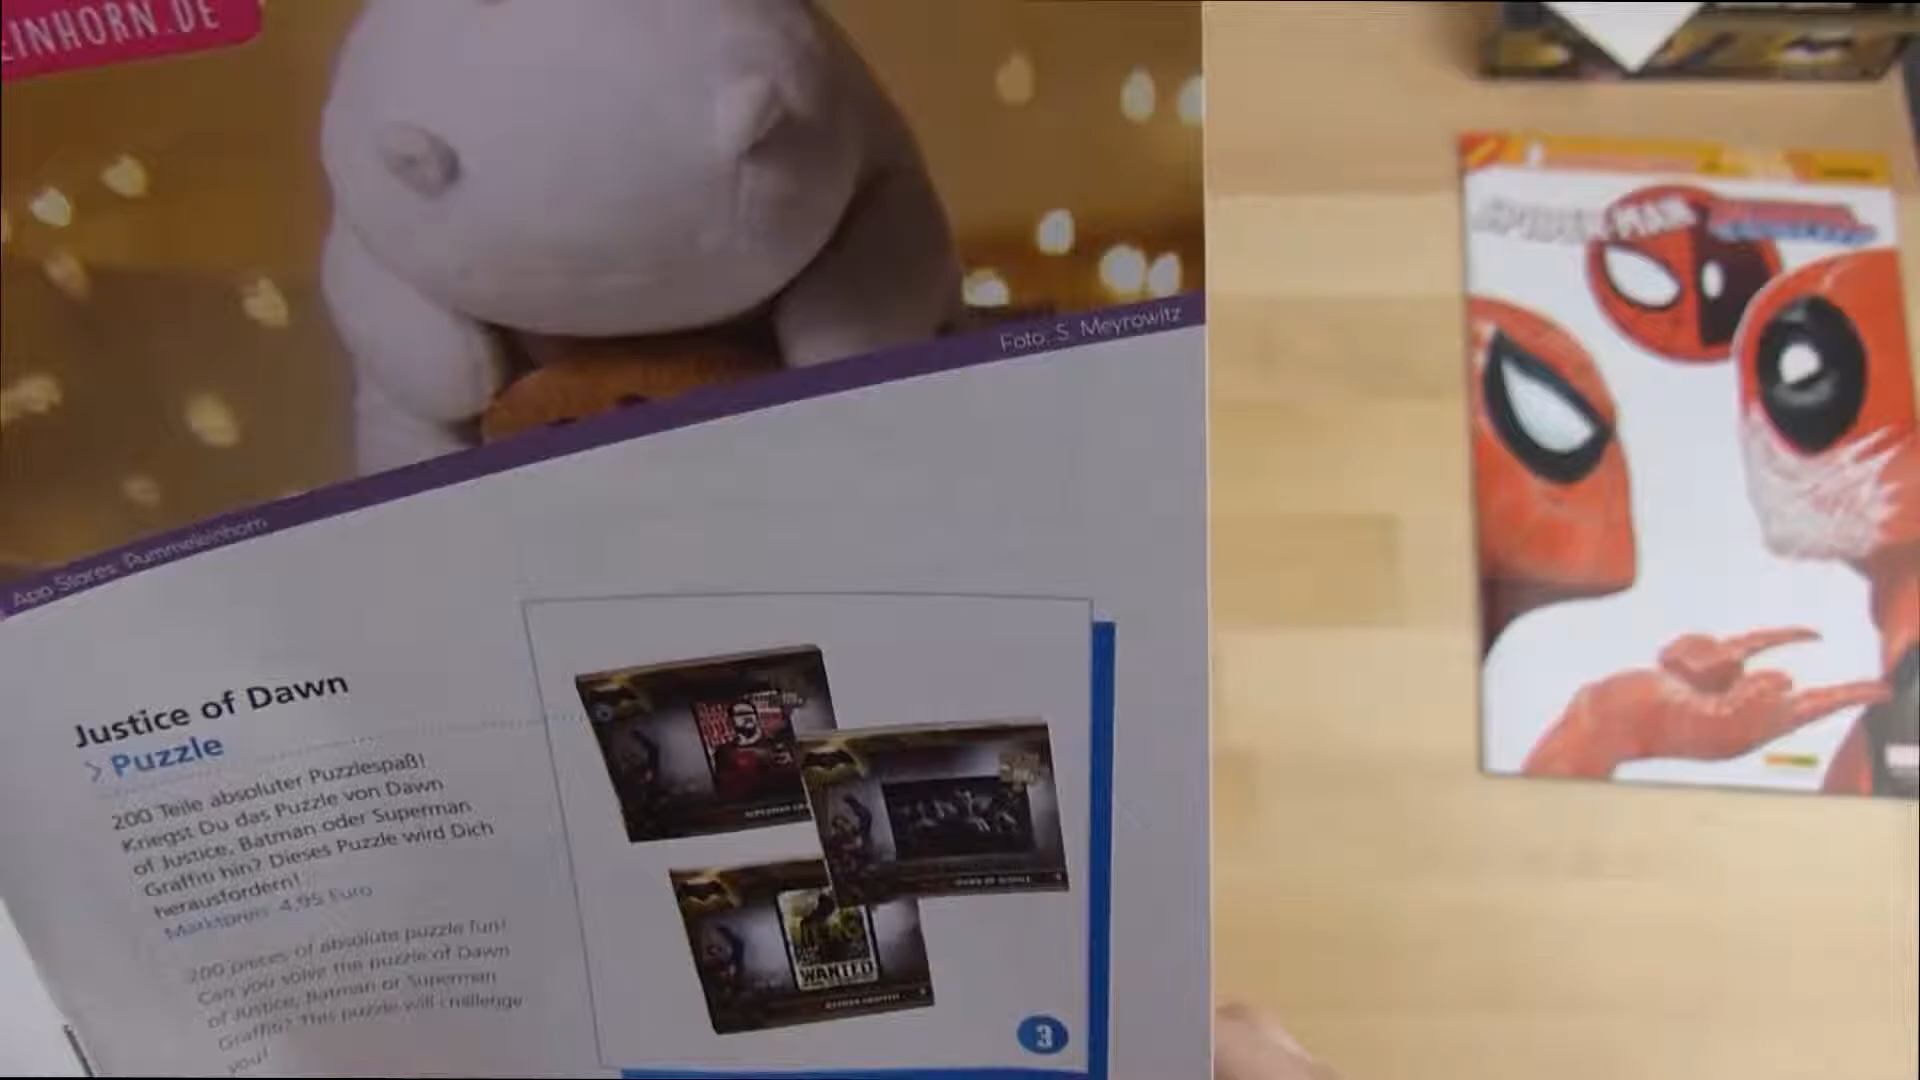 EINHORN.DE
Foto: S. Meyrowitz
App Stores: Pummeleinhorn
Justice of Dawn
> Puzzle
200 Teile absoluter Puzzlespaß!
Kriegst Du das Puzzle von Dawn
of Justice, Batman oder Superman
Graffiti hin? Dieses Puzzle wird Dich
herausfordern!
Marktpreis: 4,95 Euro
200 pieces of absolute puzzle fun!
Can you solve the puzzle of Dawn
of Justice, Batman or Superman
Graffiti? This puzzle will challenge
you!
WANTED
3
SPIDER-MAN